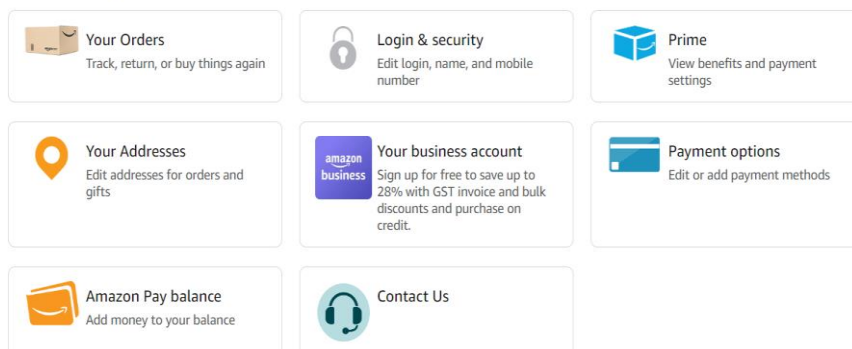 Your Orders
Track, return, or buy things again
Login & security
Edit login, name, and mobile
number
Prime
View benefits and payment
settings
Your Addresses
Edit addresses for orders and
gifts
amazon
business
Your business account
Sign up for free to save up to
28% with GST invoice and bulk
discounts and purchase on
credit.
Payment options
Edit or add payment methods
Amazon Pay balance
Add money to your balance
Contact Us